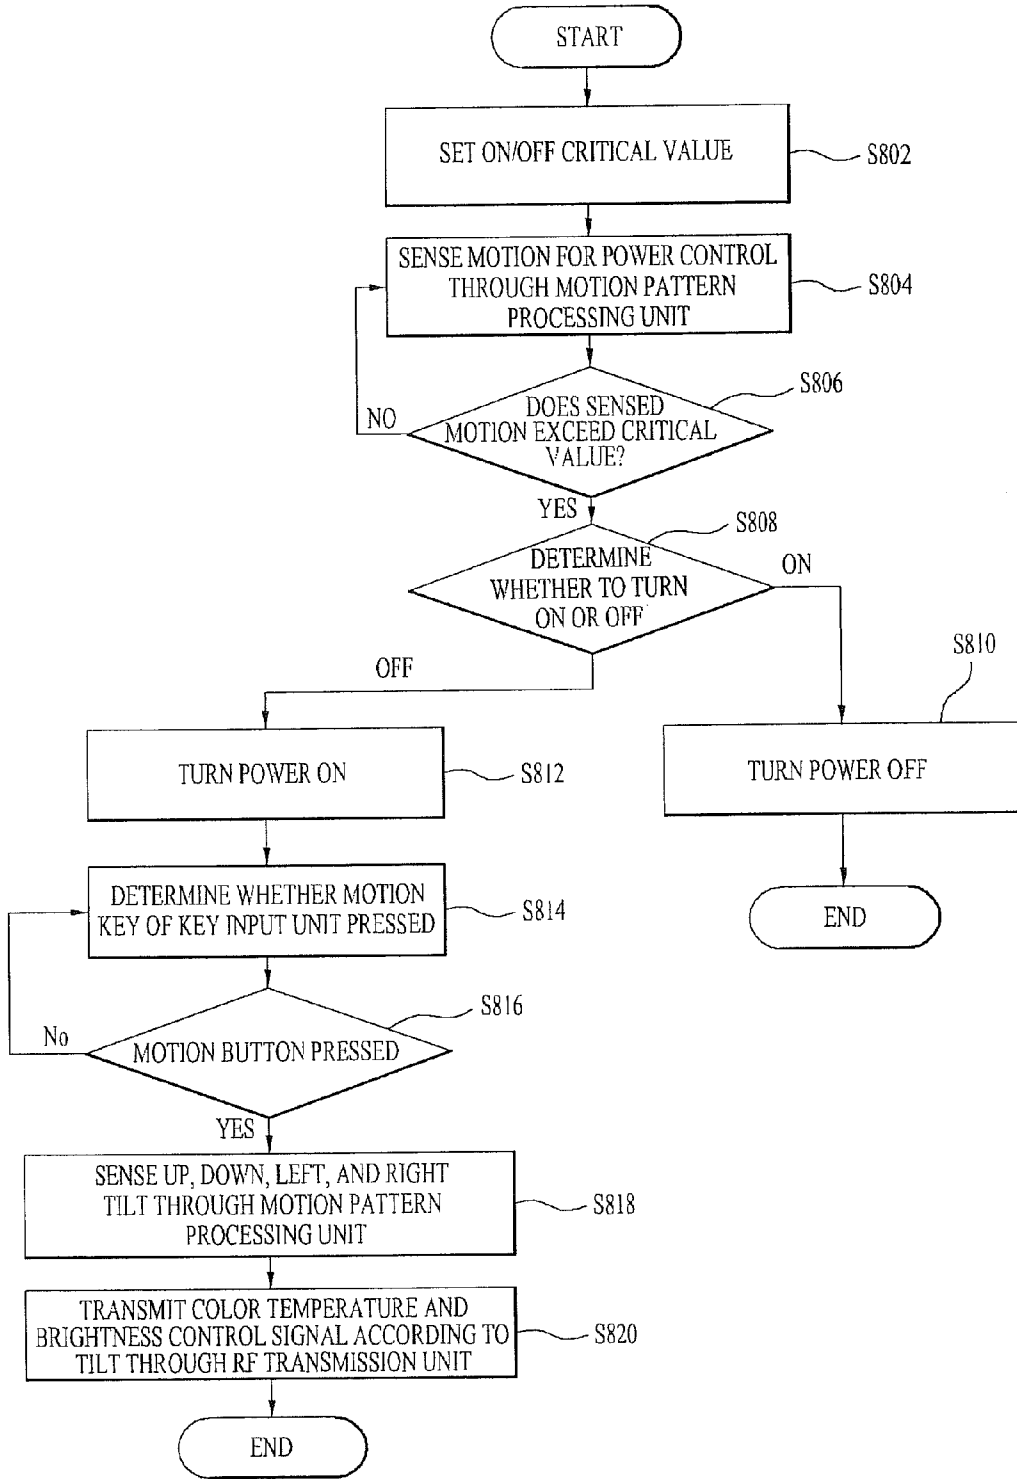 START
SET ON/OFF CRITICAL VALUE
S802
SENSE MOTION FOR POWER CONTROL
THROUGH MOTION PATTERN
PROCESSING UNIT
S804
S806
DOES SENSED
MOTION EXCEED CRITICAL
VALUE?
NO
YES
S808
DETERMINE
WHETHER TO TURN
ON OR OFF
ON
OFF
S810
TURN POWER ON
S812
TURN POWER OFF
DETERMINE WHETHER MOTION
KEY OF KEY INPUT UNIT PRESSED
S814
END
S816
MOTION BUTTON PRESSED
No
YES
SENSE UP, DOWN, LEFT, AND RIGHT
TILT THROUGH MOTION PATTERN
PROCESSING UNIT
S818
TRANSMIT COLOR TEMPERATURE AND
BRIGHTNESS CONTROL SIGNAL ACCORDING TO
TILT THROUGH RF TRANSMISSION UNIT
S820
END